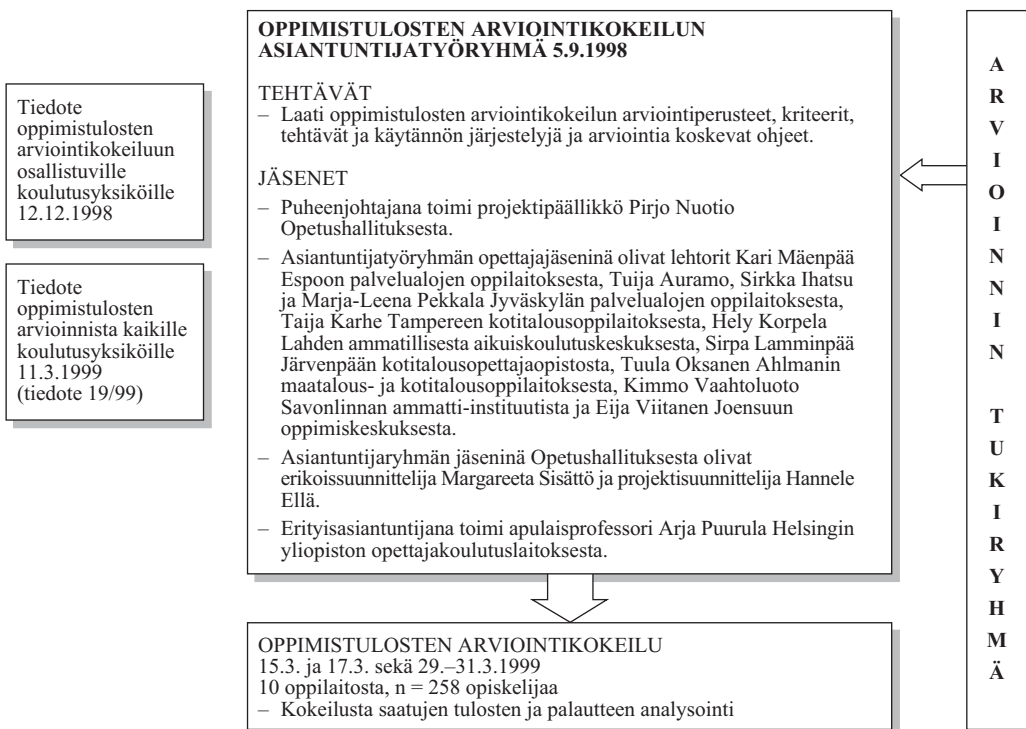 OPPIMISTULOSTEN ARVIOINTIKOKEILUN
ASIANTUNTIJATYÖRYHMÄ 5.9.1998
TEHTÄVÄT
– Laati oppimistulosten arviointikokeilun arviointiperusteet, kriteerit,
tehtävät ja käytännön järjestelyjä ja arviointia koskevat ohjeet.
JÄSENET
– Puheenjohtajana toimi projektipäällikkö Pirjo Nuotio
Opetushallituksesta.
– Asiantuntijatyöryhmän opettajajäseninä olivat lehtorit Kari Mäenpää
Espoon palvelualojen oppilaitoksesta, Tuija Auramo, Sirkka Ihatsu
ja Marja-Leena Pekkala Jyväskylän palvelualojen oppilaitoksesta,
Taija Karhe Tampereen kotitalousoppilaitoksesta, Hely Korpela
Lahden ammatillisesta aikuiskoulutuskeskuksesta, Sirpa Lamminpää
Järvenpään kotitalousopettajaopistosta, Tuula Oksanen Ahlmanin
maatalous- ja kotitalousoppilaitoksesta, Kimmo Vaahtoluoto
Savonlinnan ammatti-instituutista ja Eija Viitanen Joensuun
oppimiskeskuksesta.
– Asiantuntijaryhmän jäseninä Opetushallituksesta olivat
erikoissuunnittelija Margareeta Sisättö ja projektisuunnittelija Hannele
Ellä.
– Erityisasiantuntijana toimi apulaisprofessori Arja Puurula Helsingin
yliopiston opettajakoulutuslaitoksesta.
Tiedote
oppimistulosten
arviointikokeiluun
osallistuville
koulutusyksiköille
12.12.1998
Tiedote
oppimistulosten
arvioinnista kaikille
koulutusyksiköille
11.3.1999
(tiedote 19/99)
OPPIMISTULOSTEN ARVIOINTIKOKEILU
15.3. ja 17.3. sekä 29.–31.3.1999
10 oppilaitosta, n = 258 opiskelijaa
– Kokeilusta saatujen tulosten ja palautteen analysointi
ARVIOINNIN TUKIRYHMÄ